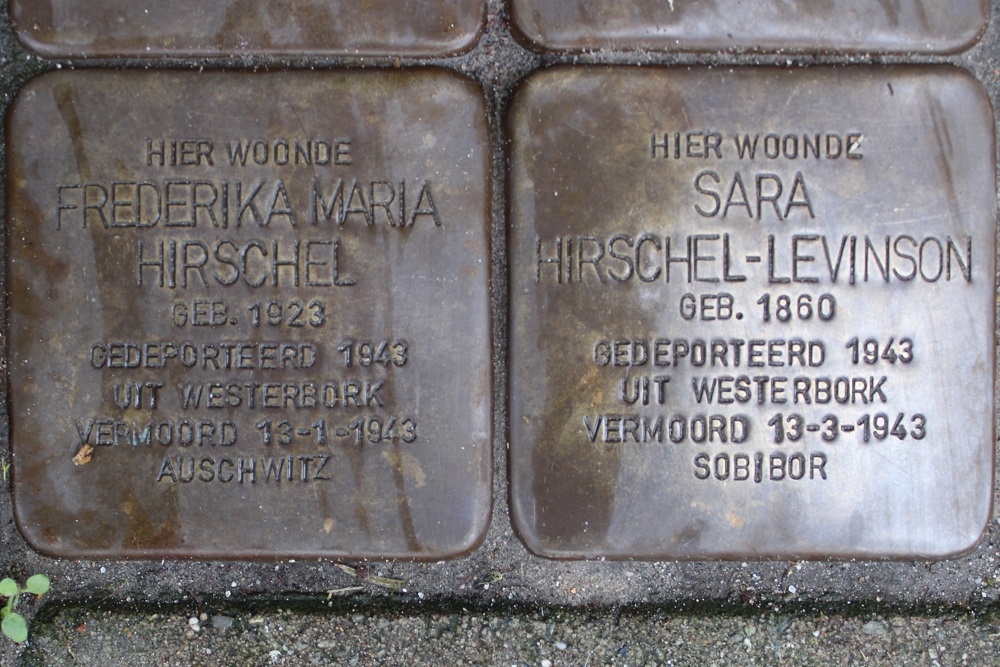 HIER WOONDE
FREDERIKA MARIA
HIRSCHEL
GEB. 1923
GEDEPORTEERD 1943
UIT WESTERBORK
VERMOORD 13-1-1943
AUSCHWITZ
HIER WOONDE
SARA
HIRSCHEL-LEVINSON
GEB. 1860
GEDEPORTEERD 1943
UIT WESTERBORK
VERMOORD 13-3-1943
SOBIBOR